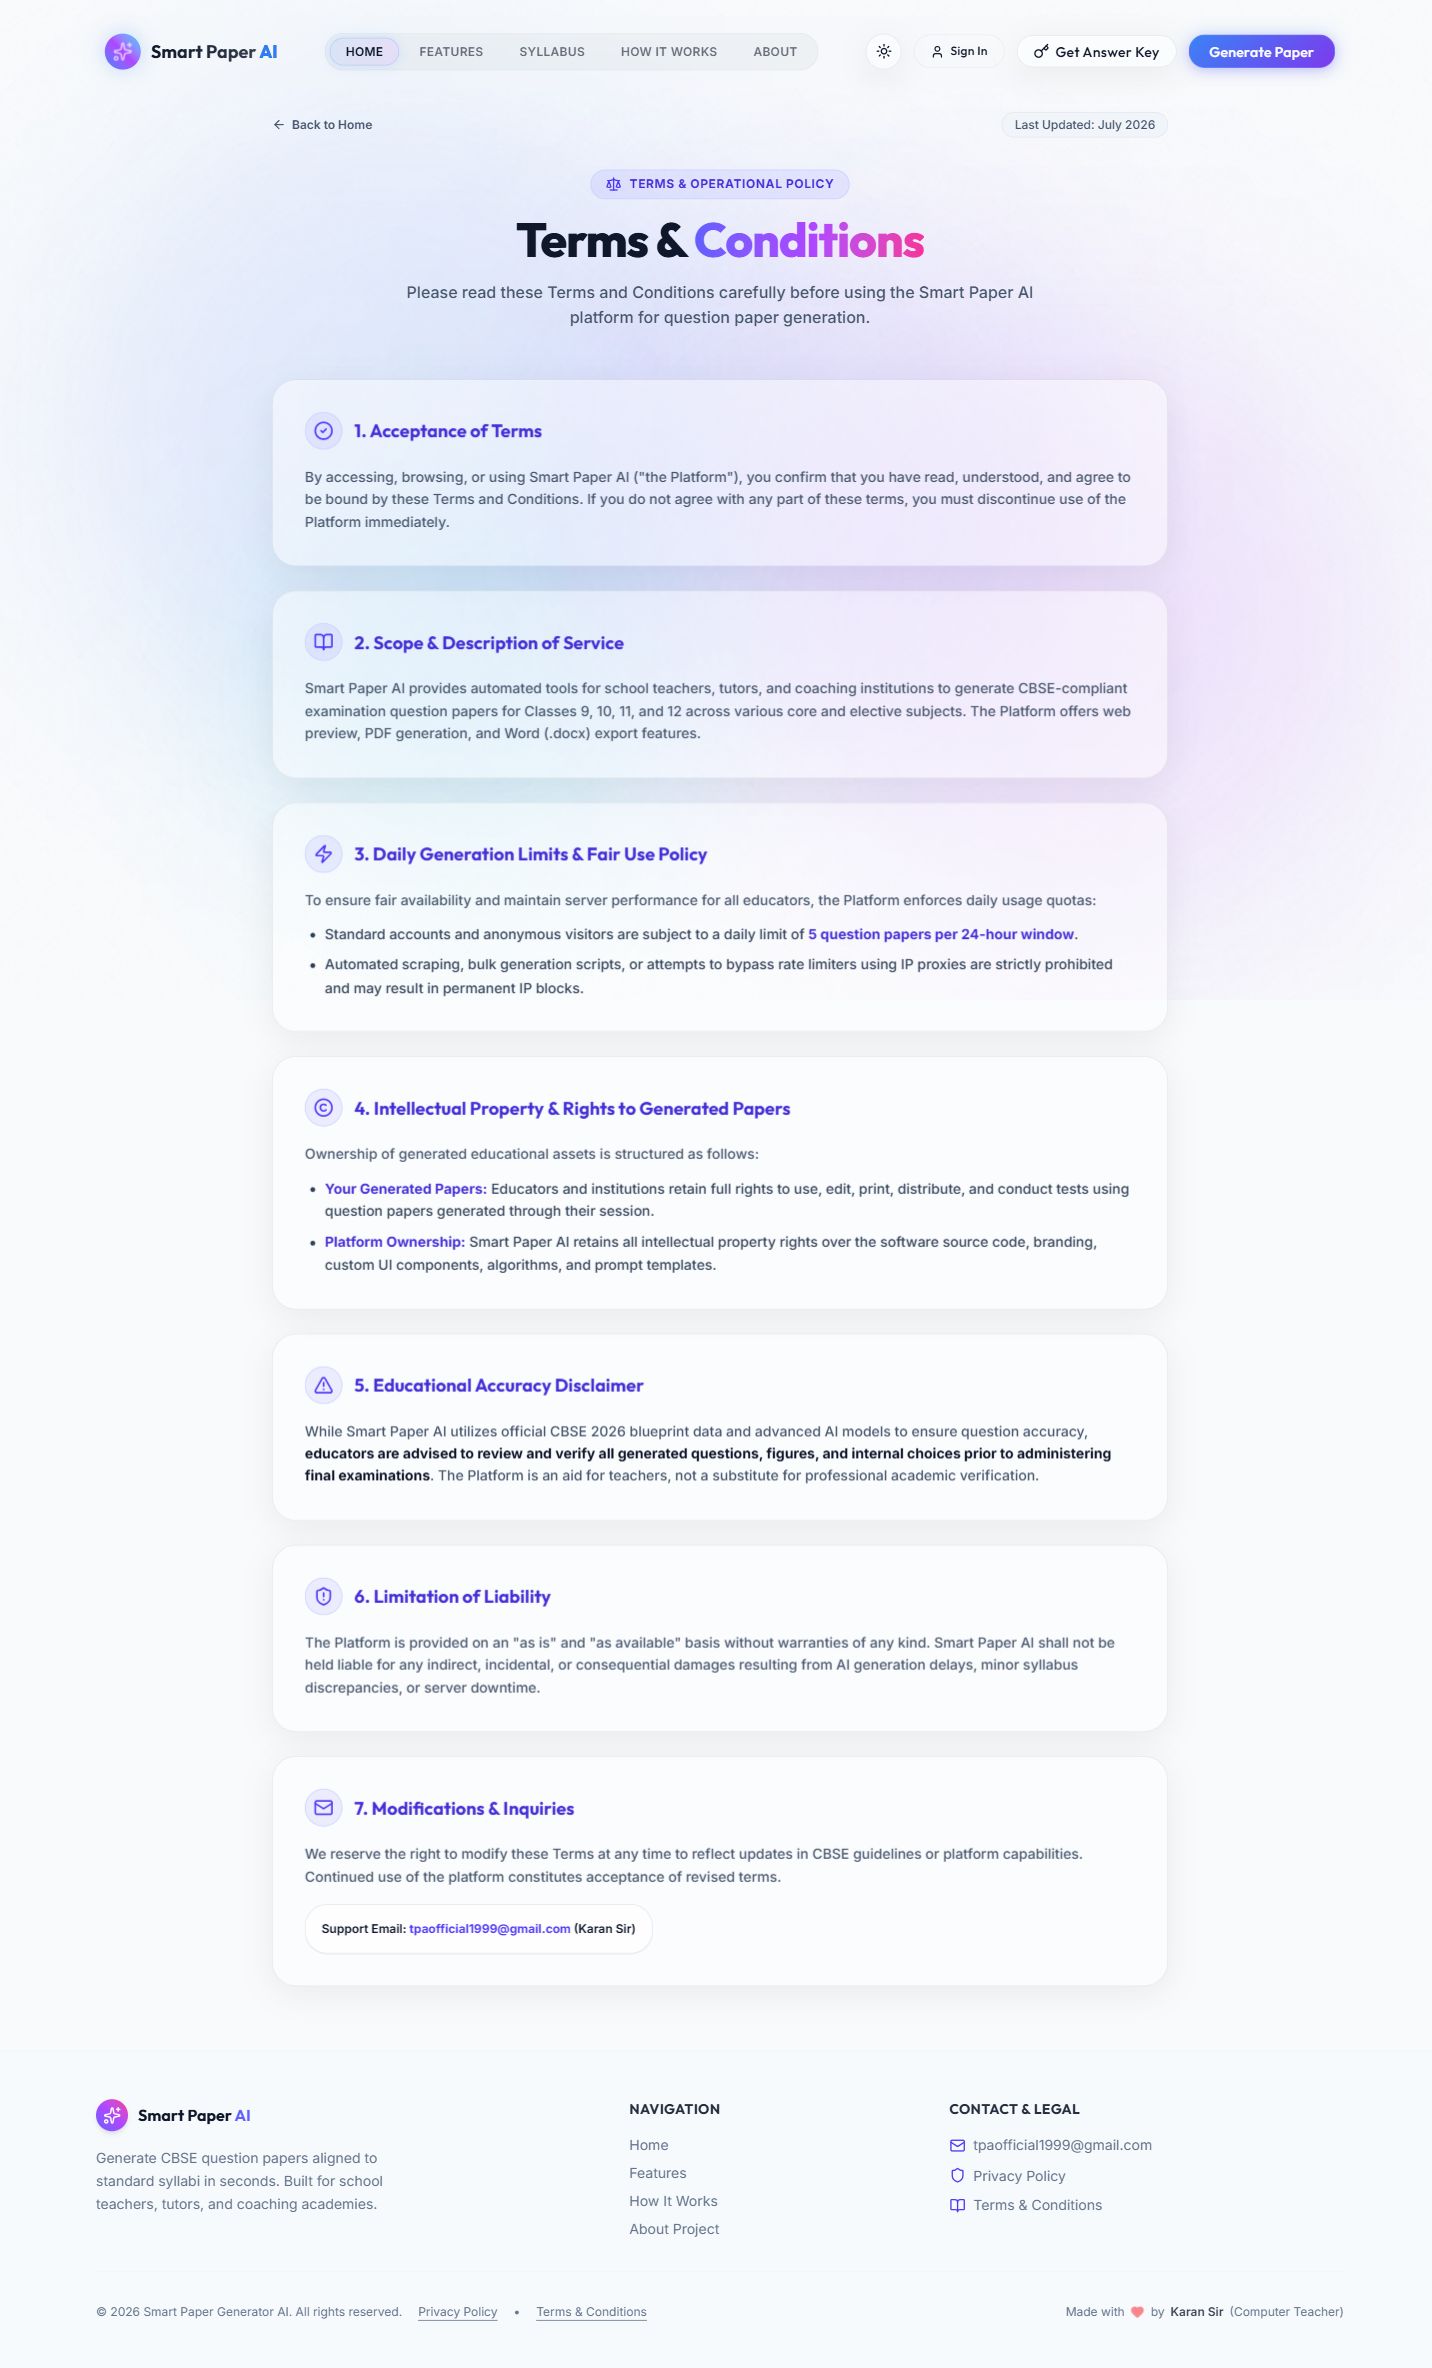 Smart Paper AI
HOME
FEATURES
SYLLABUS
HOW IT WORKS
ABOUT
Sign In
Get Answer Key
Generate Paper
Back to Home
Last Updated: July 2026
TERMS & OPERATIONAL POLICY
Terms & Conditions
Please read these Terms and Conditions carefully before using the Smart Paper AI
platform for question paper generation.
1. Acceptance of Terms
By accessing, browsing, or using Smart Paper AI ("the Platform"), you confirm that you have read, understood, and agree to
be bound by these Terms and Conditions. If you do not agree with any part of these terms, you must discontinue use of the
Platform immediately.
2. Scope & Description of Service
Smart Paper AI provides automated tools for school teachers, tutors, and coaching institutions to generate CBSE-compliant
examination question papers for Classes 9, 10, 11, and 12 across various core and elective subjects. The Platform offers web
preview, PDF generation, and Word (.docx) export features.
3. Daily Generation Limits & Fair Use Policy
To ensure fair availability and maintain server performance for all educators, the Platform enforces daily usage quotas:
• Standard accounts and anonymous visitors are subject to a daily limit of 5 question papers per 24-hour window.
• Automated scraping, bulk generation scripts, or attempts to bypass rate limiters using IP proxies are strictly prohibited
and may result in permanent IP blocks.
4. Intellectual Property & Rights to Generated Papers
Ownership of generated educational assets is structured as follows:
• Your Generated Papers: Educators and institutions retain full rights to use, edit, print, distribute, and conduct tests using
question papers generated through their session.
• Platform Ownership: Smart Paper AI retains all intellectual property rights over the software source code, branding,
custom UI components, algorithms, and prompt templates.
5. Educational Accuracy Disclaimer
While Smart Paper AI utilizes official CBSE 2026 blueprint data and advanced AI models to ensure question accuracy,
educators are advised to review and verify all generated questions, figures, and internal choices prior to administering
final examinations. The Platform is an aid for teachers, not a substitute for professional academic verification.
6. Limitation of Liability
The Platform is provided on an "as is" and "as available" basis without warranties of any kind. Smart Paper AI shall not be
held liable for any indirect, incidental, or consequential damages resulting from AI generation delays, minor syllabus
discrepancies, or server downtime.
7. Modifications & Inquiries
We reserve the right to modify these Terms at any time to reflect updates in CBSE guidelines or platform capabilities.
Continued use of the platform constitutes acceptance of revised terms.
Support Email: tpaofficial1999@gmail.com (Karan Sir)
Smart Paper AI
Generate CBSE question papers aligned to
standard syllabi in seconds. Built for school
teachers, tutors, and coaching academies.
NAVIGATION
Home
Features
How It Works
About Project
CONTACT & LEGAL
tpaofficial1999@gmail.com
Privacy Policy
Terms & Conditions
© 2026 Smart Paper Generator AI. All rights reserved. Privacy Policy • Terms & Conditions
Made with ❤ by Karan Sir (Computer Teacher)